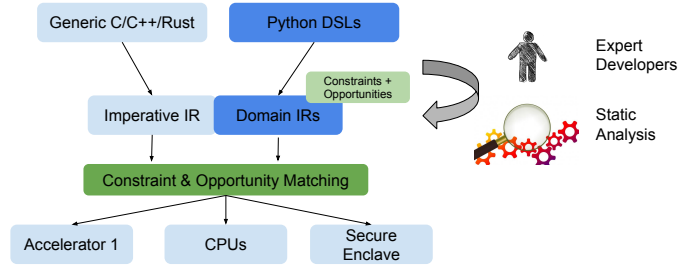 Generic C/C++/Rust
Python DSLs
Expert
Developers
Constraints +
Opportunities
Imperative IR
Domain IRs
Static
Analysis
Constraint & Opportunity Matching
Accelerator 1
CPUs
Secure
Enclave